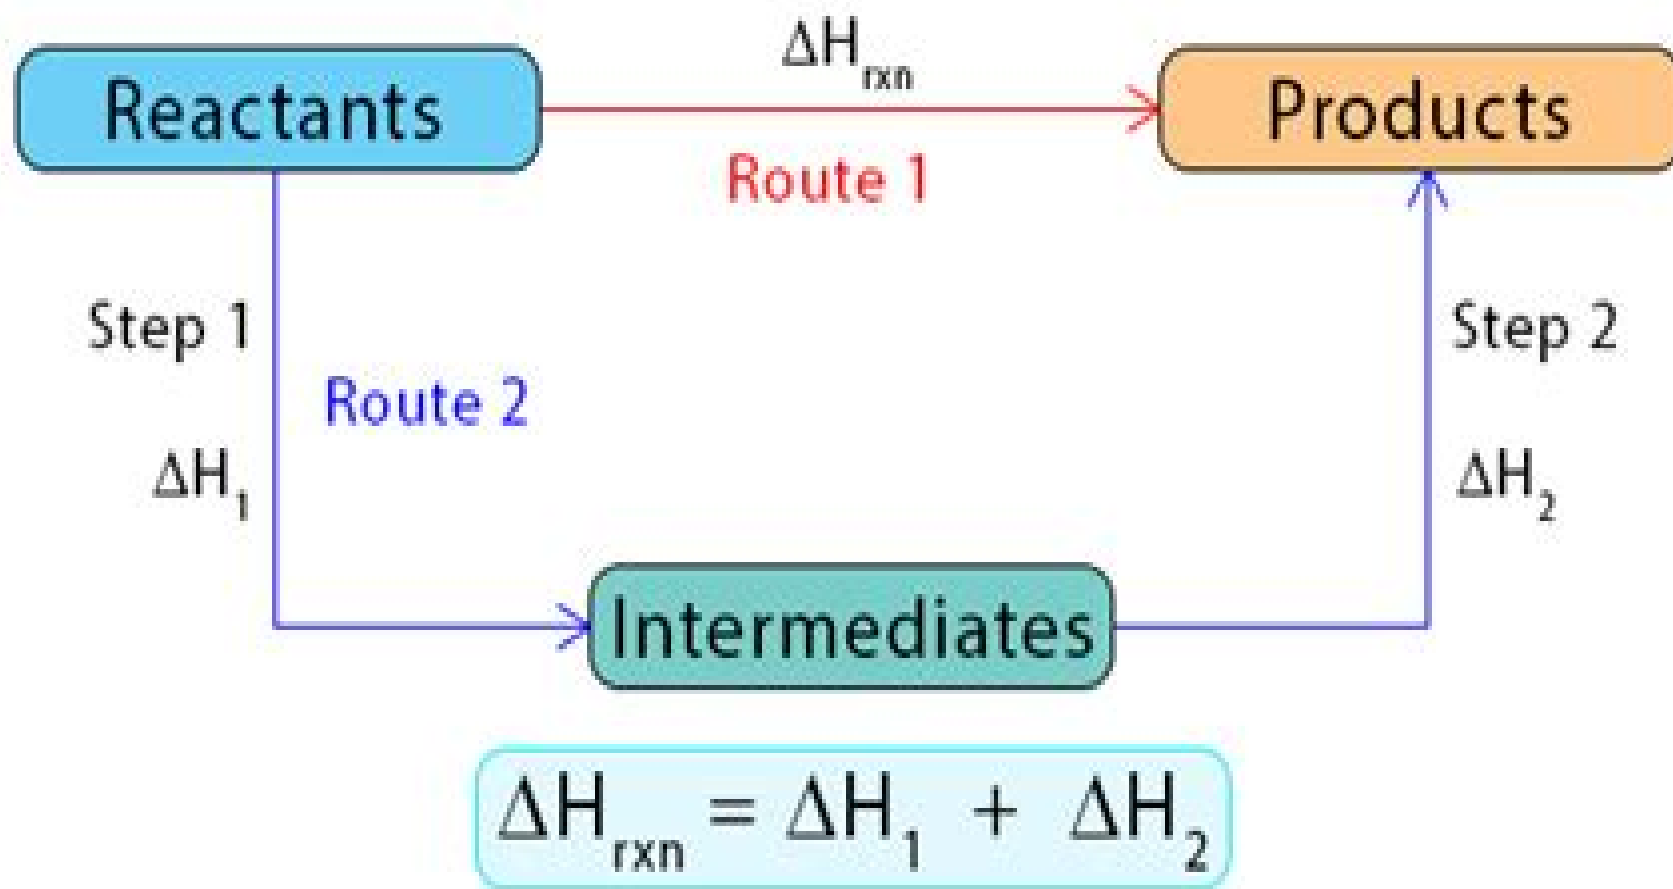 ΔHrxn
Reactants
Products
Route 1
Step 1
Step 2
Route 2
ΔH1
ΔH2
Intermediates
ΔHrxn = ΔH1 + ΔH2